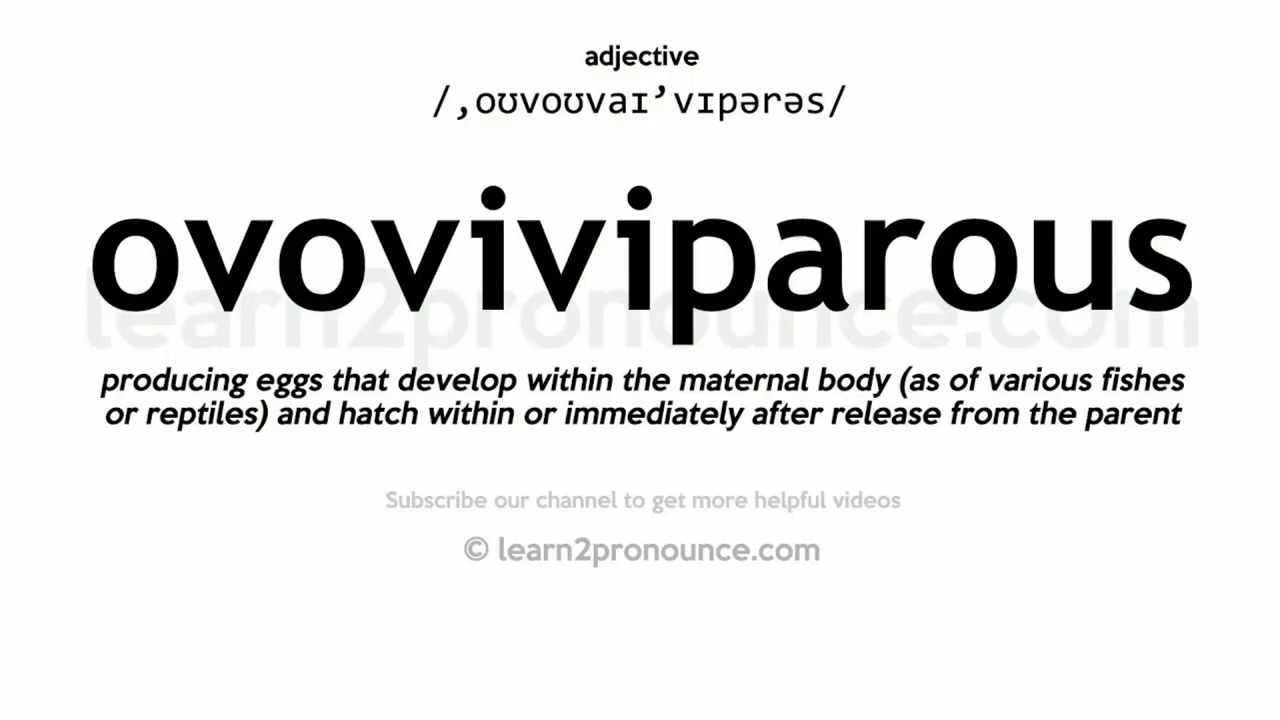 adjective
/ˌoʊvoʊvaɪˈvɪpərəs/
ovoviviparous
learn2pronounce.com
producing eggs that develop within the maternal body (as of various fishes
or reptiles) and hatch within or immediately after release from the parent
Subscribe our channel to get more helpful videos
© learn2pronounce.com